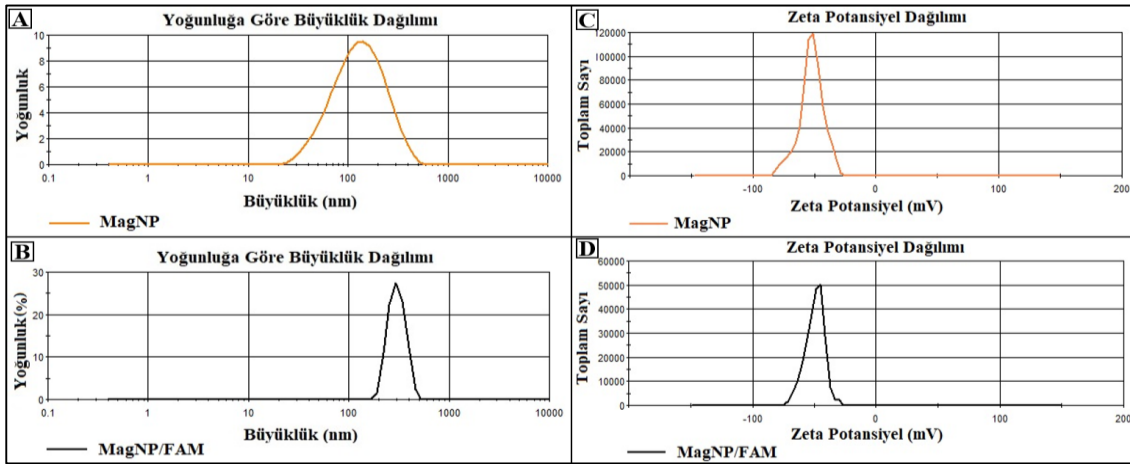 A
Yoğunluğa Göre Büyüklük Dağılımı
Yoğunluk
10
8
6
4
2
0
0.1 1 10 100 1000 10000
Büyüklük (nm)
MagNP
C
Zeta Potansiyel Dağılımı
Toplam Sayı
120000
100000
80000
60000
40000
20000
0
-100 0 100 200
Zeta Potansiyel (mV)
MagNP
B
Yoğunluğa Göre Büyüklük Dağılımı
Yoğunluk(%)
30
20
10
0
0.1 1 10 100 1000 10000
Büyüklük (nm)
MagNP/FAM
D
Zeta Potansiyel Dağılımı
Toplam Sayı
60000
50000
40000
30000
20000
10000
0
-100 0 100 200
Zeta Potansiyel (mV)
MagNP/FAM